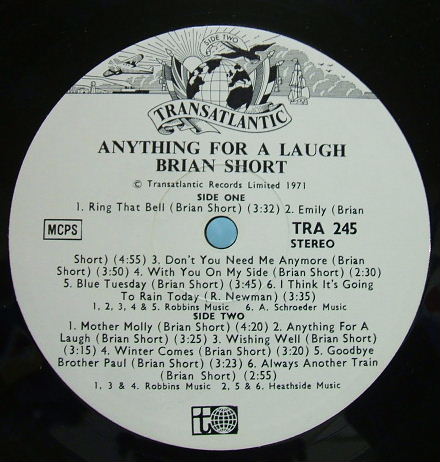 SIDE TWO
TRANSATLANTIC
ANYTHING FOR A LAUGH
BRIAN SHORT
© Transatlantic Records Limited 1971
SIDE ONE
1. Ring That Bell (Brian Short) (3:32) 2. Emily (Brian
MCPS
TRA 245
STEREO
Short) (4:55) 3. Don't You Need Me Anymore (Brian
Short) (3:50) 4. With You On My Side (Brian Short) (2:30)
5. Blue Tuesday (Brian Short) (3:45) 6. I Think It's Going
To Rain Today (R. Newman) (3:35)
1, 2, 3, 4 & 5. Robbins Music 6. A. Schroeder Music
SIDE TWO
1. Mother Molly (Brian Short) (4:20) 2. Anything For A
Laugh (Brian Short) (3:25) 3. Wishing Well (Brian Short)
(3:15) 4. Winter Comes (Brian Short) (3:20) 5. Goodbye
Brother Paul (Brian Short) (3:23) 6. Always Another Train
(Brian Short) (2:55)
1, 3 & 4. Robbins Music 2, 5 & 6. Heathside Music
t